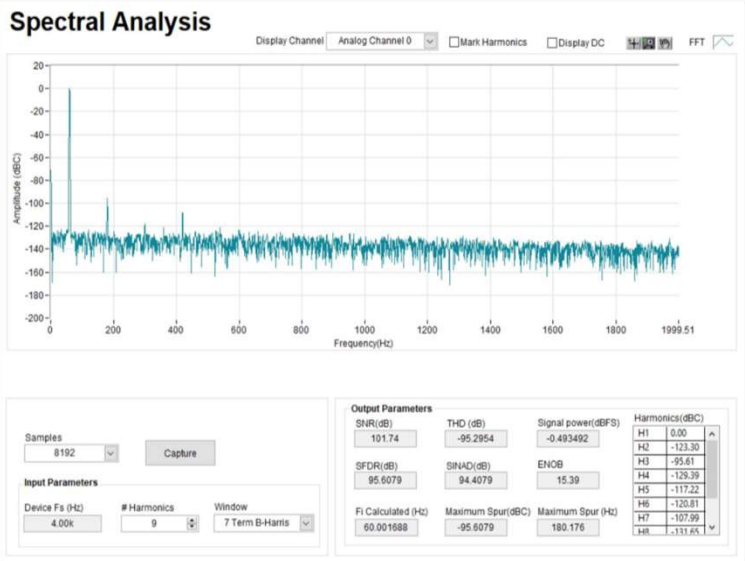 Spectral Analysis
Display Channel Analog Channel 0 Mark Harmonics Display DC FFT
20
0
-20
-40
-60
-80
-100
-120
-140
-160
-180
-200
Amplitude (dBC)
0 200 400 600 800 1000 1200 1400 1600 1800 1999.51
Frequency(Hz)
Samples
8192
Capture
Input Parameters
Device Fs (Hz) # Harmonics Window
4.00k 9 7 Term B-Harris
Output Parameters
SNR(dB) THD (dB) Signal power(dBFS)
101.74 -95.2954 -0.493492
SFDR(dB) SINAD(dB) ENOB
95.6079 94.4079 15.39
Fi Calculated (Hz) Maximum Spur(dBC) Maximum Spur (Hz)
60.001688 -95.6079 180.176
Harmonics(dBC)
H1 0.00
H2 -123.30
H3 -95.61
H4 -129.39
H5 -117.22
H6 -120.81
H7 -107.99
H8 -131.65